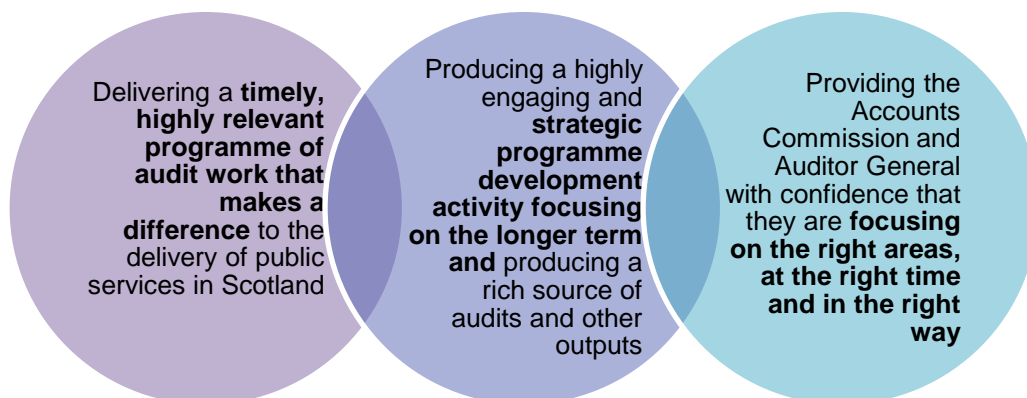 Delivering a timely,
highly relevant
programme of
audit work that
makes a
difference to the
delivery of public
services in Scotland
Producing a highly
engaging and
strategic
programme
development
activity focusing
on the longer term
and producing a
rich source of
audits and other
outputs
Providing the
Accounts
Commission and
Auditor General
with confidence that
they are focusing
on the right areas,
at the right time
and in the right
way